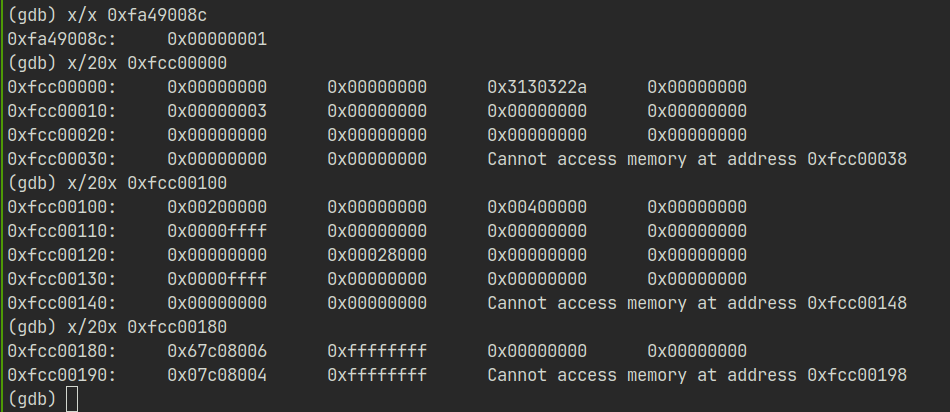 (gdb) x/x 0xfa49008c
0xfa49008c:     0x00000001
(gdb) x/20x 0xfcc00000
0xfcc00000:     0x00000000      0x00000000      0x3130322a      0x00000000
0xfcc00010:     0x00000003      0x00000000      0x00000000      0x00000000
0xfcc00020:     0x00000000      0x00000000      0x00000000      0x00000000
0xfcc00030:     0x00000000      0x00000000      Cannot access memory at address 0xfcc00038
(gdb) x/20x 0xfcc00100
0xfcc00100:     0x00200000      0x00000000      0x00400000      0x00000000
0xfcc00110:     0x0000ffff      0x00000000      0x00000000      0x00000000
0xfcc00120:     0x00000000      0x00028000      0x00000000      0x00000000
0xfcc00130:     0x0000ffff      0x00000000      0x00000000      0x00000000
0xfcc00140:     0x00000000      0x00000000      Cannot access memory at address 0xfcc00148
(gdb) x/20x 0xfcc00180
0xfcc00180:     0x67c08006      0xffffffff      0x00000000      0x00000000
0xfcc00190:     0x07c08004      0xffffffff      Cannot access memory at address 0xfcc00198
(gdb)